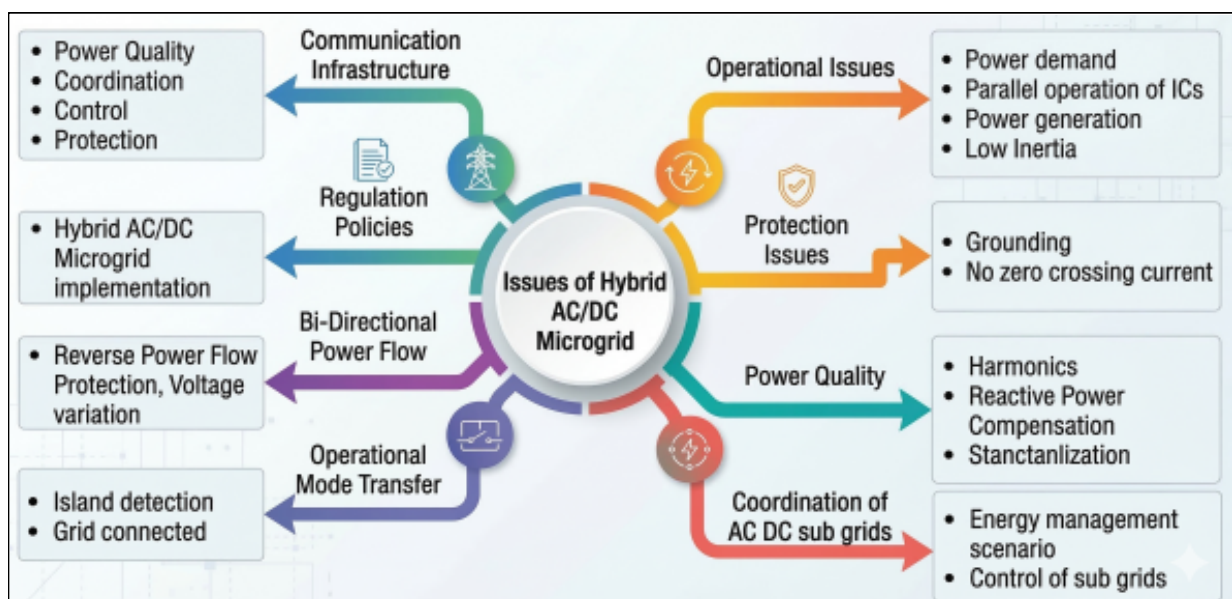 Communication
Infrastructure
• Power Quality
• Coordination
• Control
• Protection
Regulation
Policies
• Hybrid AC/DC
Microgrid
implementation
Bi-Directional
Power Flow
• Reverse Power Flow
Protection, Voltage
variation
Operational
Mode Transfer
• Island detection
• Grid connected
Issues of Hybrid
AC/DC
Microgrid
Operational Issues
• Power demand
• Parallel operation of ICs
• Power generation
• Low Inertia
Protection
Issues
• Grounding
• No zero crossing current
Power Quality
• Harmonics
• Reactive Power
Compensation
• Stanctanlization
Coordination of
AC DC sub grids
• Energy management
scenario
• Control of sub grids